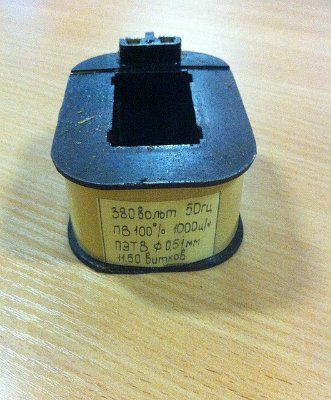 380 вольт 50гц
ПВ 100% 1000ц/ч
ПЭТВ ф 0.51мм
1150 витков